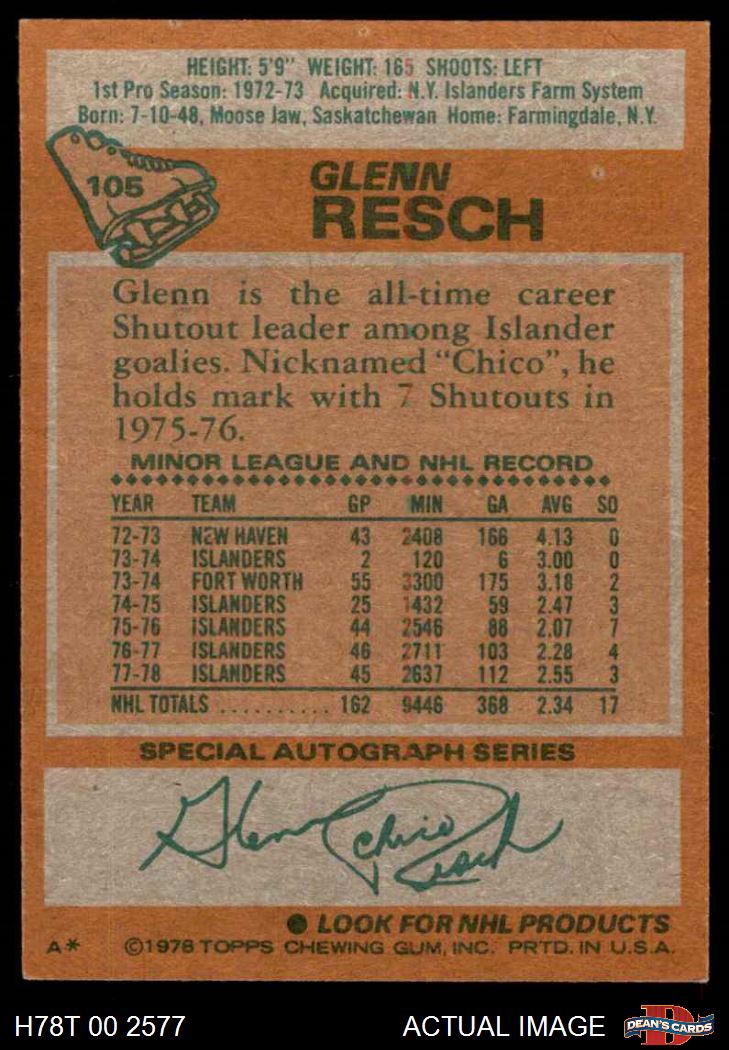 HEIGHT: 5'9" WEIGHT: 165 SHOOTS: LEFT
1st Pro Season: 1972-73 Acquired: N.Y. Islanders Farm System
Born: 7-10-48, Moose Jaw, Saskatchewan Home: Farmingdale, N.Y.
105
GLENN
RESCH
Glenn is the all-time career
Shutout leader among Islander
goalies. Nicknamed "Chico", he
holds mark with 7 Shutouts in
1975-76.
MINOR LEAGUE AND NHL RECORD
YEAR TEAM GP MIN GA AVG SO
72-73 NEW HAVEN 43 2408 166 4.13 0
73-74 ISLANDERS 2 120 6 3.00 0
73-74 FORT WORTH 55 3300 175 3.18 2
74-75 ISLANDERS 25 1432 59 2.47 3
75-76 ISLANDERS 44 2546 88 2.07 7
76-77 ISLANDERS 46 2711 103 2.28 4
77-78 ISLANDERS 45 2637 112 2.55 3
NHL TOTALS .......... 162 9446 368 2.34 17
SPECIAL AUTOGRAPH SERIES
Glenn Chico Resch
● LOOK FOR NHL PRODUCTS
A* ©1978 TOPPS CHEWING GUM, INC. PRTD. IN U.S.A.
H78T 00 2577 ACTUAL IMAGE
D
DEAN'S CARDS